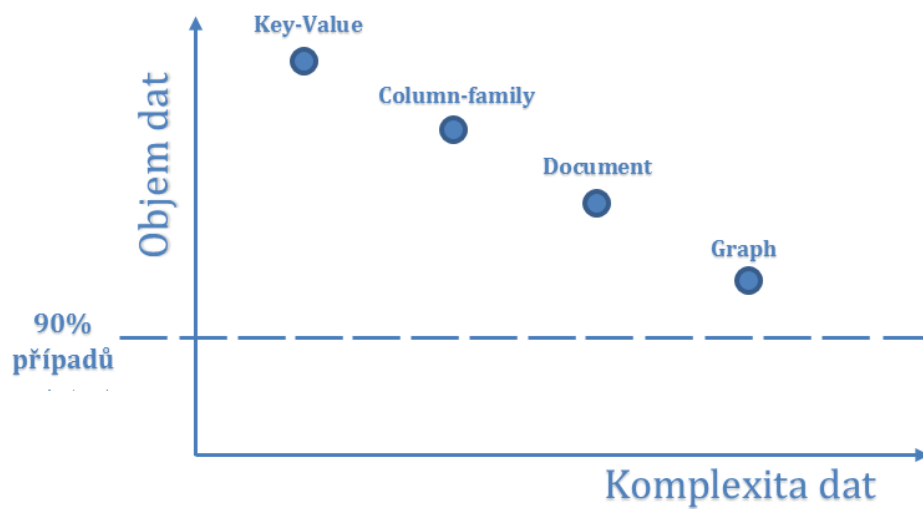 Key-Value
Column-family
Document
Graph
Objem dat
90%
případů
Komplexita dat